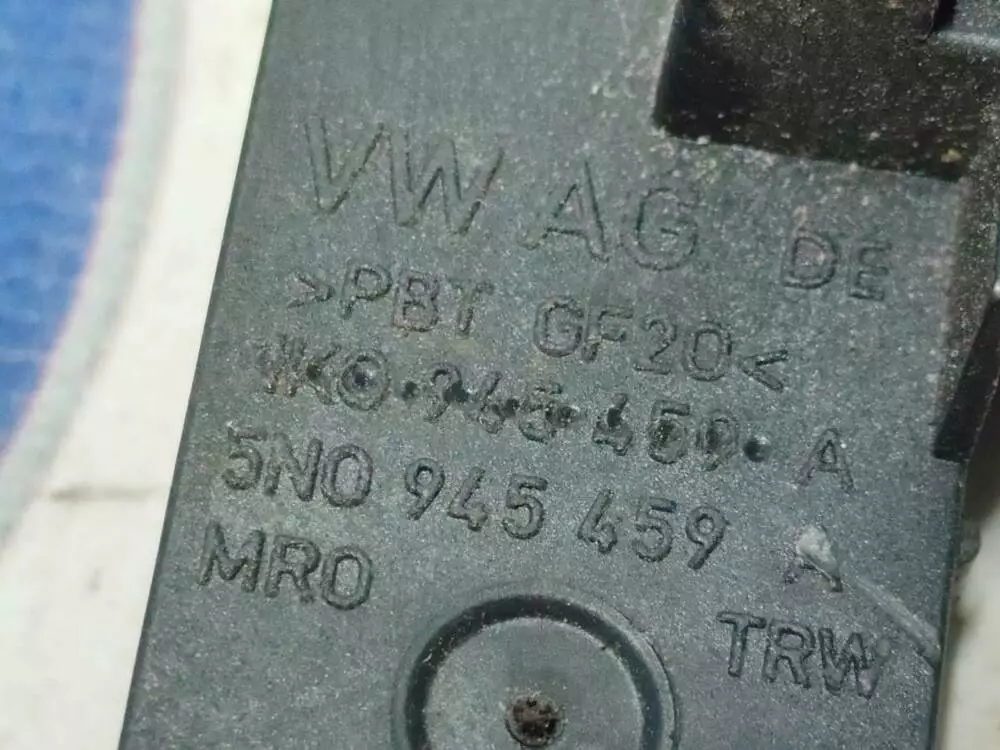 VW AG DE
>PBT GF20<
1K0.945.459. A
5N0 945 459 A
MRO TRW